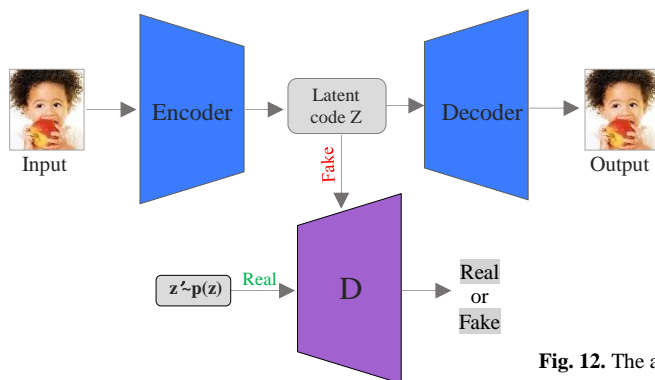 Encoder
Latent
code Z
Decoder
Input
Output
Fake
z′~p(z)
Real
D
Real
or
Fake
Fig. 12. The a